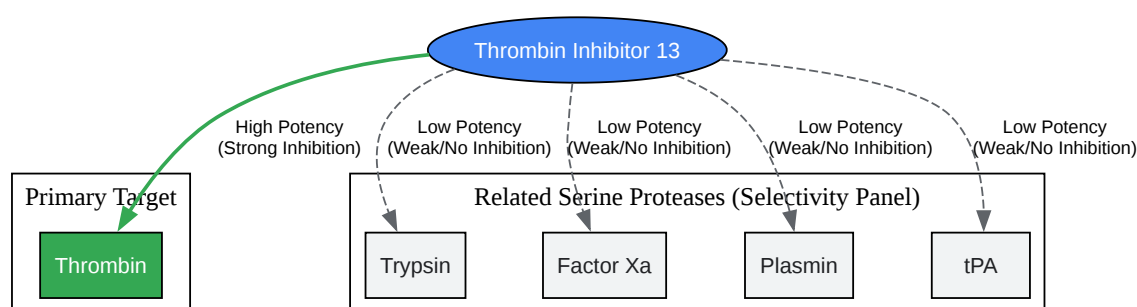 Thrombin Inhibitor 13
High Potency
(Strong Inhibition)
Low Potency
(Weak/No Inhibition)
Low Potency
(Weak/No Inhibition)
Low Potency
(Weak/No Inhibition)
Low Potency
(Weak/No Inhibition)
Primary Target
Related Serine Proteases (Selectivity Panel)
Thrombin
Trypsin
Factor Xa
Plasmin
tPA